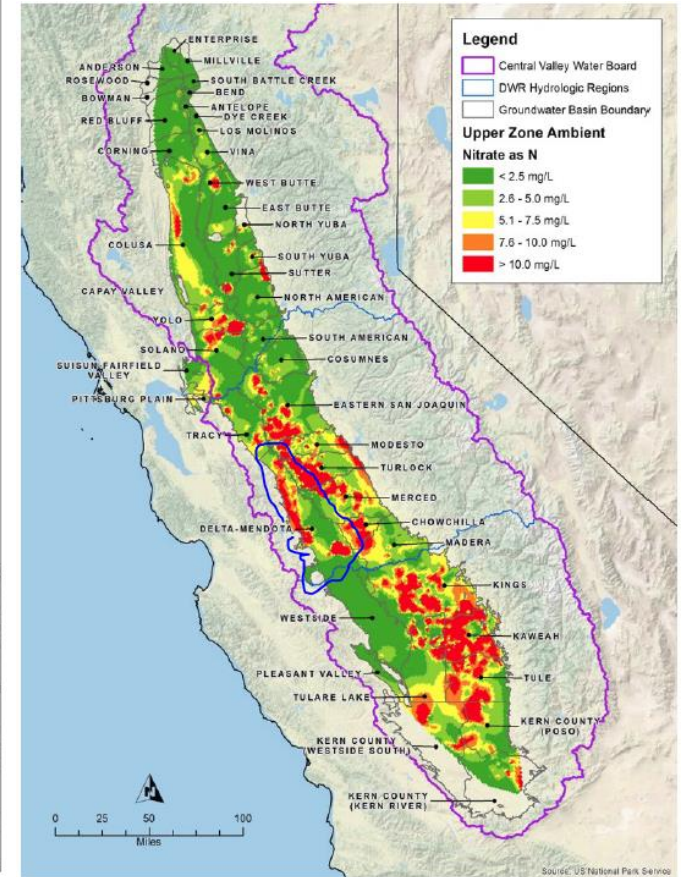 Legend
Central Valley Water Board
DWR Hydrologic Regions
Groundwater Basin Boundary
Upper Zone Ambient
Nitrate as N
< 2.5 mg/L
2.6 - 5.0 mg/L
5.1 - 7.5 mg/L
7.6 - 10.0 mg/L
> 10.0 mg/L
ENTERPRISE
ANDERSON
MILLVILLE
ROSEWOOD
SOUTH BATTLE CREEK
BOWMAN
BEND
ANTELOPE
RED BLUFF
DYE CREEK
LOS MOLINOS
CORNING
VINA
WEST BUTTE
EAST BUTTE
NORTH YUBA
COLUSA
SOUTH YUBA
SUTTER
CAPAY VALLEY
NORTH AMERICAN
YOLO
SOUTH AMERICAN
SOLANO
COSUMNES
SUISUN-FAIRFIELD
VALLEY
PITTSBURG PLAIN
EASTERN SAN JOAQUIN
TRACY
MODESTO
TURLOCK
MERCED
DELTA-MENDOTA
CHOWCHILLA
MADERA
KINGS
WESTSIDE
KAWEAH
PLEASANT VALLEY
TULE
TULARE LAKE
KERN COUNTY
(POSO)
KERN COUNTY
(WESTSIDE SOUTH)
KERN COUNTY
(KERN RIVER)
N
0 25 50 100
Miles
Source: US National Park Service